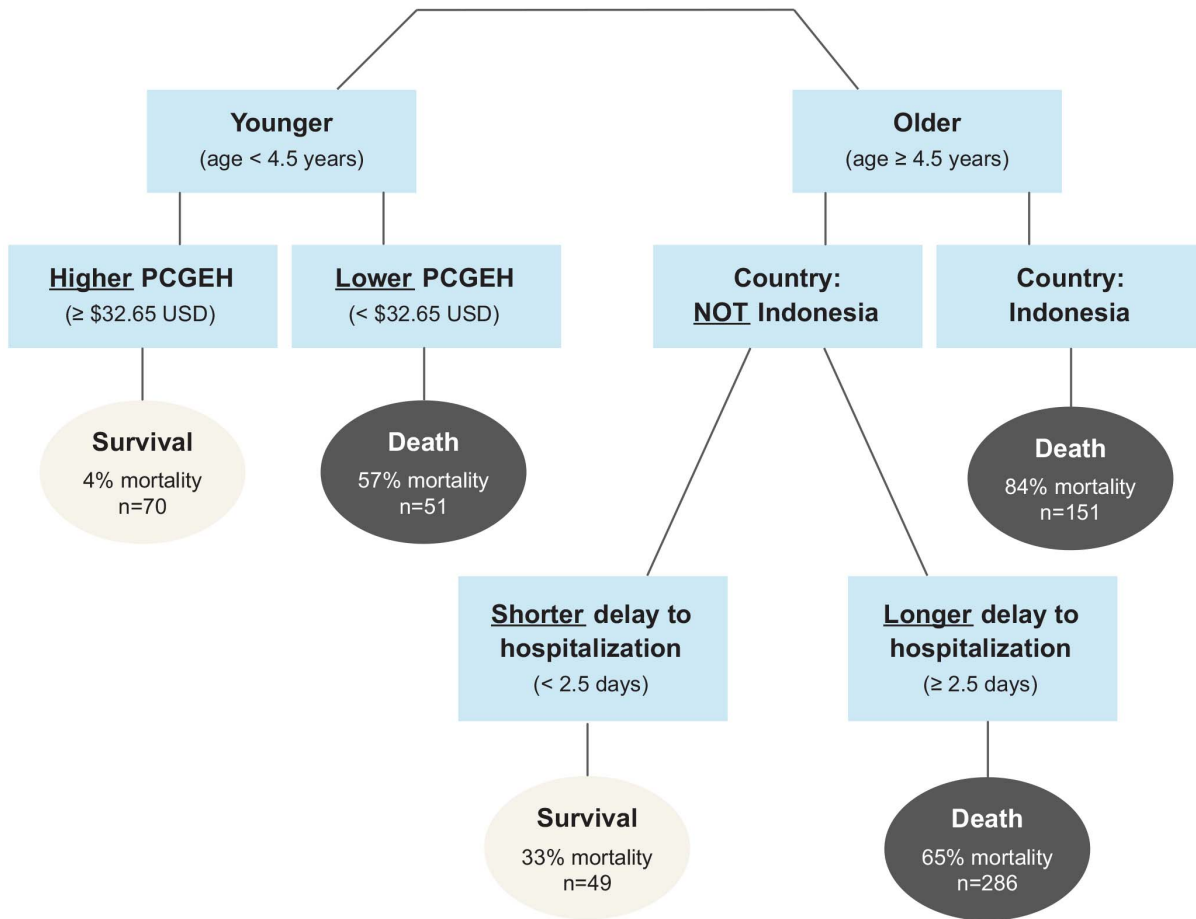 Younger
(age < 4.5 years)
Older
(age ≥ 4.5 years)
Higher PCGEH
(≥ $32.65 USD)
Lower PCGEH
(< $32.65 USD)
Country:
NOT Indonesia
Country:
Indonesia
Survival
4% mortality
n=70
Death
57% mortality
n=51
Death
84% mortality
n=151
Shorter delay to
hospitalization
(< 2.5 days)
Longer delay to
hospitalization
(≥ 2.5 days)
Survival
33% mortality
n=49
Death
65% mortality
n=286